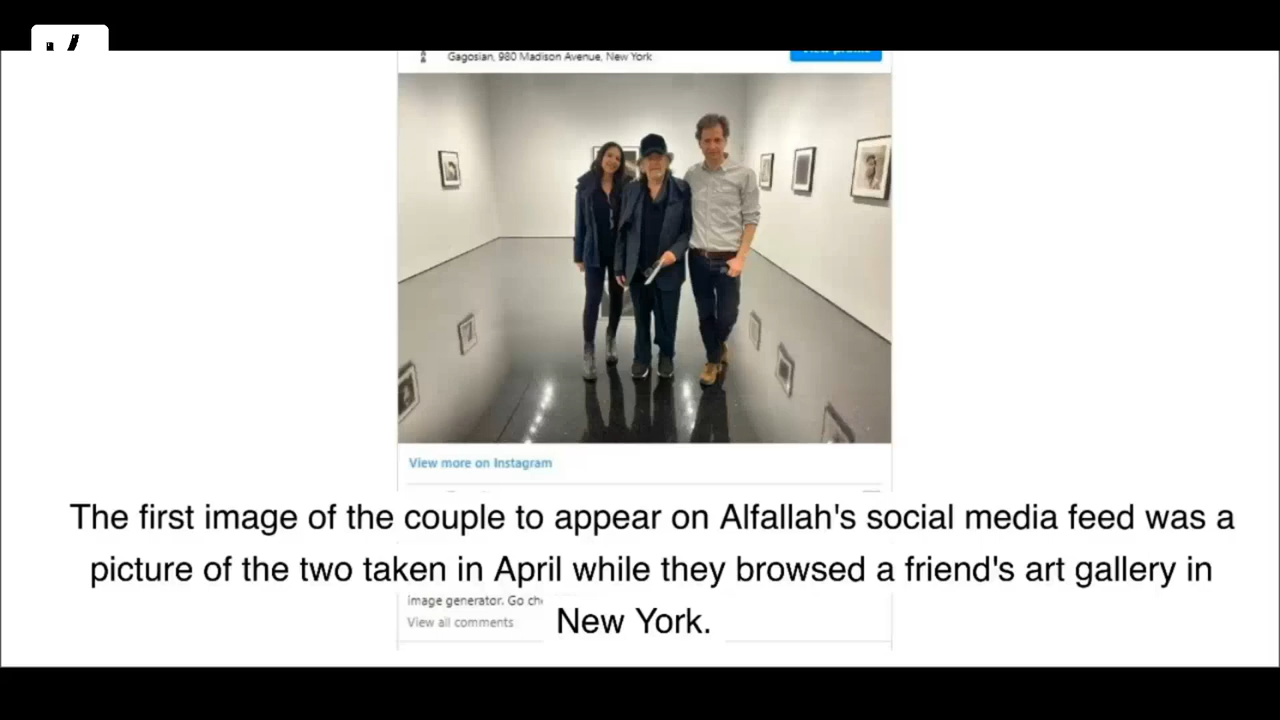 Gagosian, 980 Madison Avenue, New York
View more on Instagram
The first image of the couple to appear on Alfallah's social media feed was a
picture of the two taken in April while they browsed a friend's art gallery in
image generator. Go
New York.
View all comments